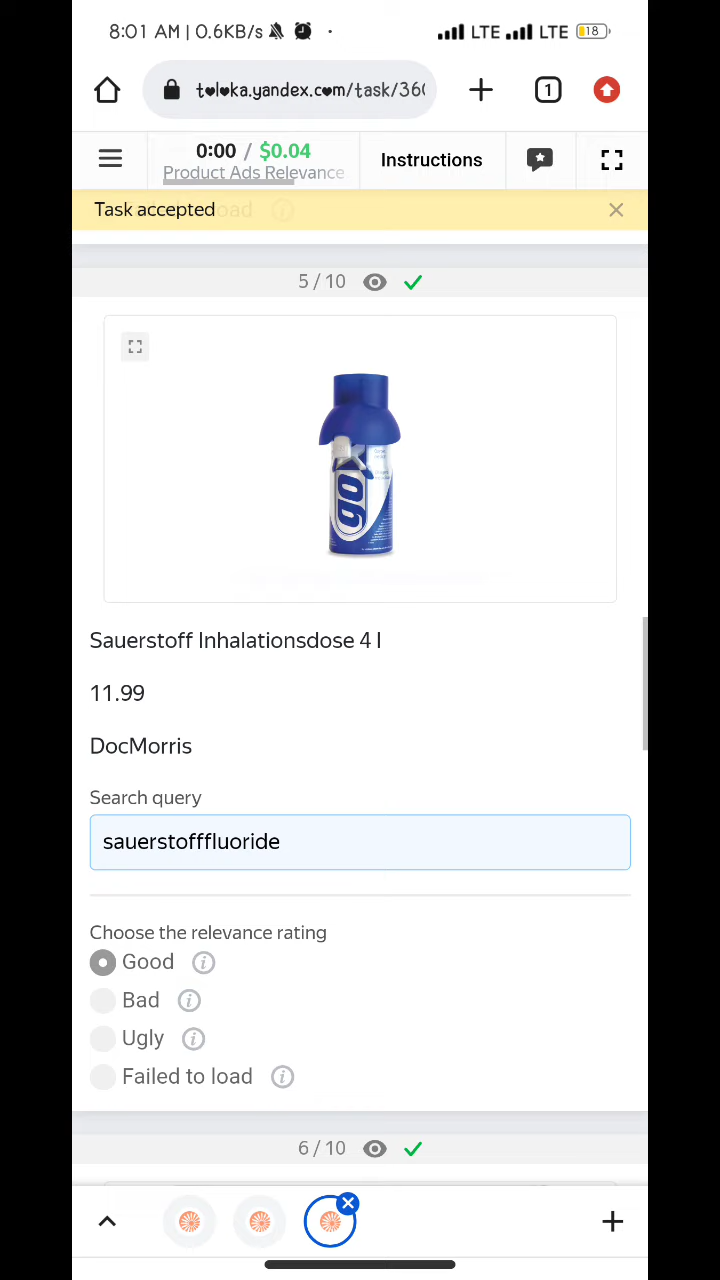 8:01 AM | 0.6KB/s · LTE LTE 18
toloka.yandex.com/task/360 1
0:00 / $0.04
Product Ads Relevance
Instructions
Task accepted
5 / 10
go
Sauerstoff Inhalationsdose 4 l
11.99
DocMorris
Search query
sauerstofffluoride
Choose the relevance rating
Good
Bad
Ugly
Failed to load
6 / 10